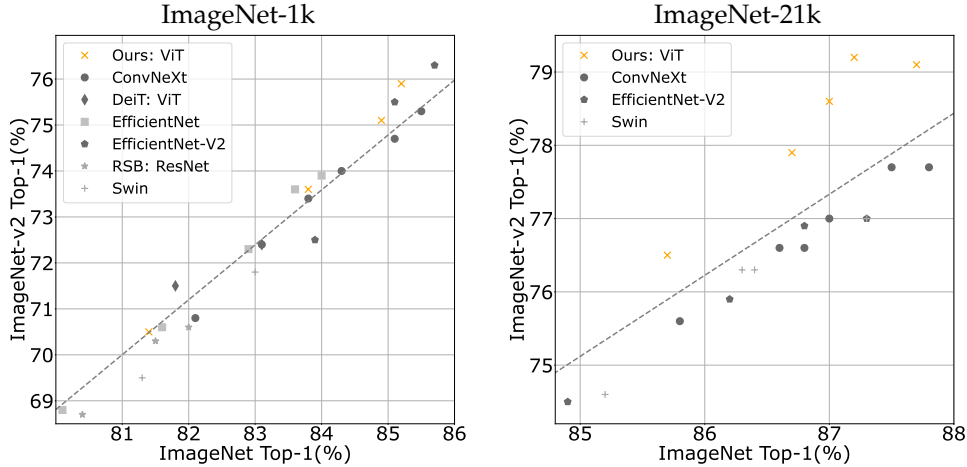 ImageNet-1k
ImageNet-v2 Top-1(%)
76
75
74
73
72
71
70
69
Ours: ViT
ConvNeXt
DeiT: ViT
EfficientNet
EfficientNet-V2
RSB: ResNet
Swin
81 82 83 84 85 86
ImageNet Top-1(%)
ImageNet-21k
ImageNet-v2 Top-1(%)
79
78
77
76
75
Ours: ViT
ConvNeXt
EfficientNet-V2
Swin
85 86 87 88
ImageNet Top-1(%)